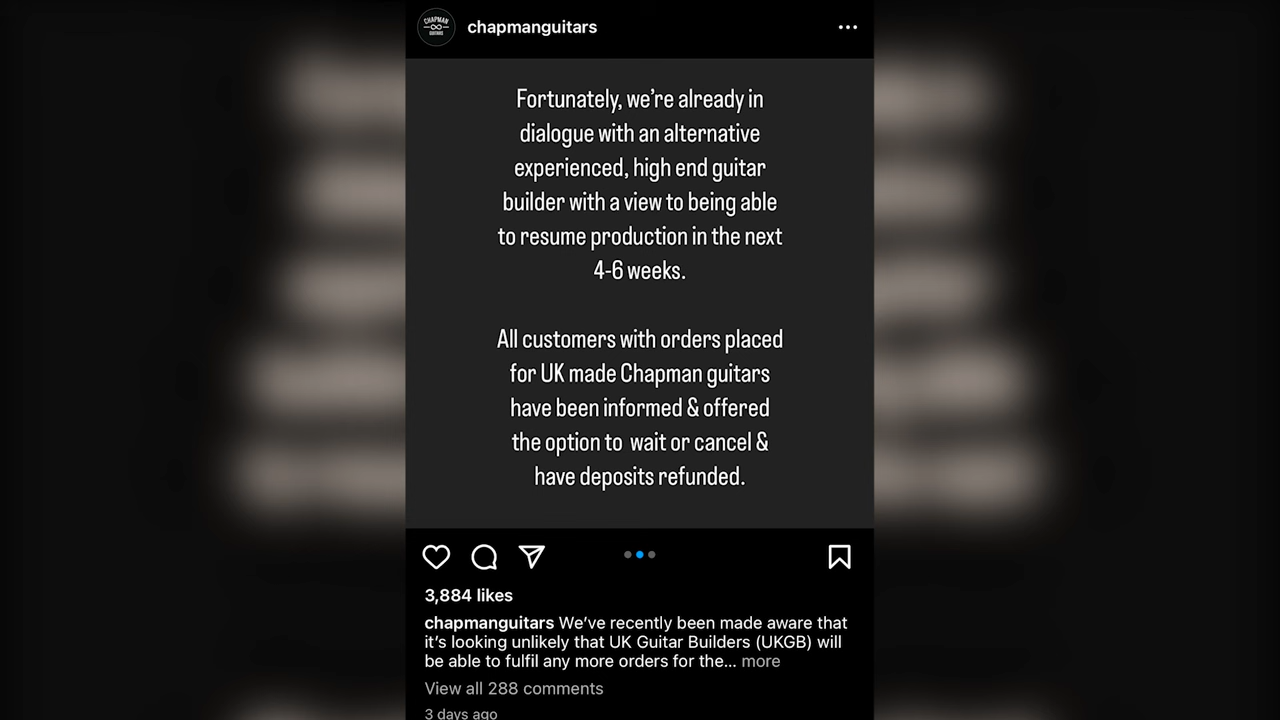 CHAPMAN
GUITARS
chapmanguitars
Fortunately, we're already in
dialogue with an alternative
experienced, high end guitar
builder with a view to being able
to resume production in the next
4-6 weeks.
All customers with orders placed
for UK made Chapman guitars
have been informed & offered
the option to  wait or cancel &
have deposits refunded.
3,884 likes
chapmanguitars We've recently been made aware that
it's looking unlikely that UK Guitar Builders (UKGB) will
be able to fulfil any more orders for the... more
View all 288 comments
3 days ago